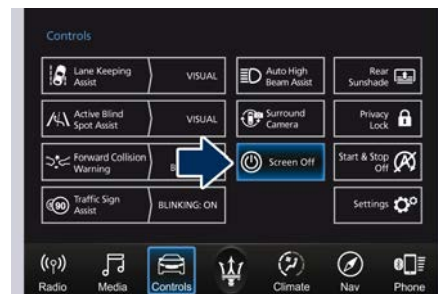 Controls
Lane Keeping
Assist
VISUAL
Auto High
Beam Assist
Rear
Sunshade
Active Blind
Spot Assist
VISUAL
Surround
Camera
Privacy
Lock
Forward Collision
Warning
B
Screen Off
Start & Stop
Off
90
Traffic Sign
Assist
BLINKING: ON
Settings
Radio
Media
Controls
Climate
Nav
Phone